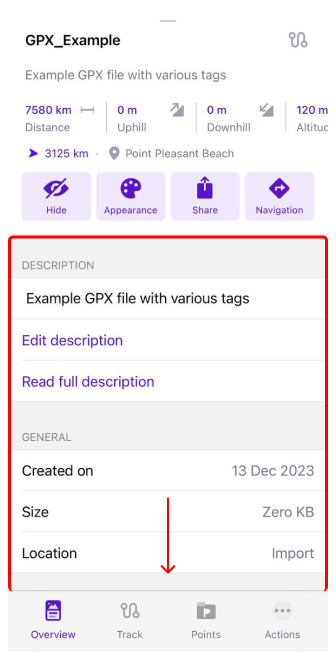 GPX_Example
Example GPX file with various tags
7580 km 0 m 0 m 120 m
Distance Uphill Downhill Altitud
3125 km · Point Pleasant Beach
Hide Appearance Share Navigation
DESCRIPTION
Example GPX file with various tags
Edit description
Read full description
GENERAL
Created on 13 Dec 2023
Size Zero KB
Location Import
Overview Track Points Actions